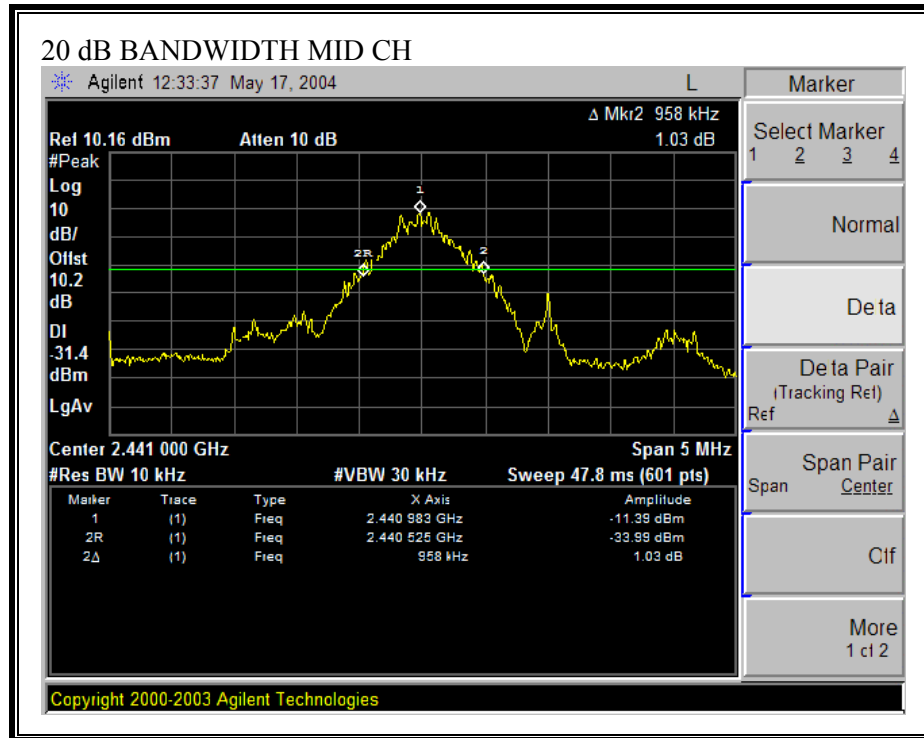 20 dB BANDWIDTH MID CH
Agilent 12:33:37 May 17, 2004 L
Δ Mkr2 958 kHz
Ref 10.16 dBm Atten 10 dB 1.03 dB
#Peak
Log
10
dB/
Offst
10.2
dB
DI
-31.4
dBm
LgAv
1
2R
2
Center 2.441 000 GHz Span 5 MHz
#Res BW 10 kHz #VBW 30 kHz Sweep 47.8 ms (601 pts)
Marker Trace Type X Axis Amplitude
1 (1) Freq 2.440 983 GHz -11.39 dBm
2R (1) Freq 2.440 525 GHz -33.99 dBm
2Δ (1) Freq 958 kHz 1.03 dB
Copyright 2000-2003 Agilent Technologies
Marker
Select Marker
1 2 3 4
Normal
De ta
De ta Pair
(Tracking Ref)
Ref Δ
Span Pair
Span Center
Off
More
1 of 2